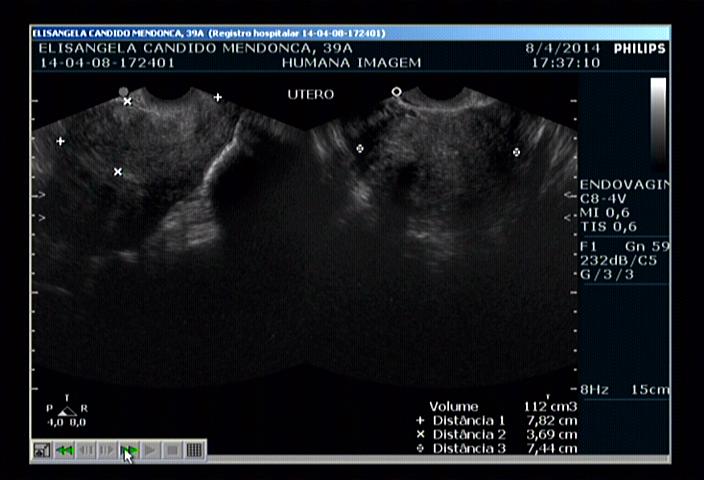 ELISANGELA CANDIDO MENDONCA, 39A (Registro hospitalar 14-04-08-172401)
ELISANGELA CANDIDO MENDONCA, 39A 8/4/2014 PHILIPS
14-04-08-172401 HUMANA IMAGEM 17:37:10
UTERO
ENDOVAGIN
C8-4V
MI 0,6
TIS 0,6
F1 Gn 59
232dB/C5
G/3/3
8Hz 15cm
P T R
4,0 8,0
Volume 112 cm3
+ Distância 1 7,82 cm
× Distância 2 3,69 cm
Distância 3 7,44 cm